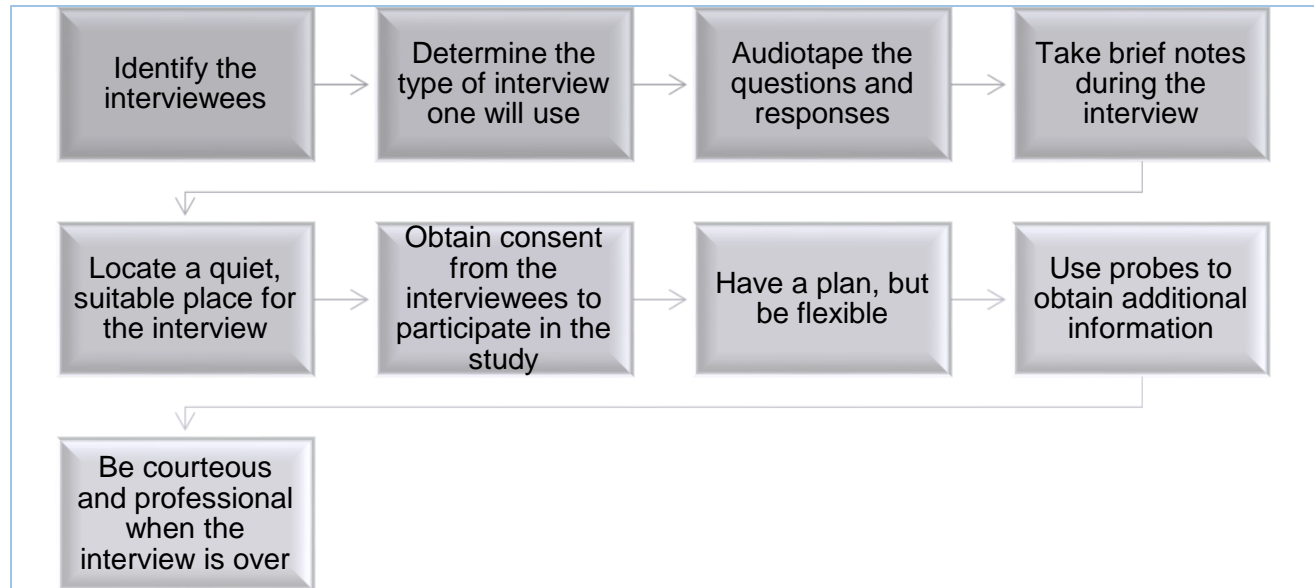 Identify the
interviewees
Determine the
type of interview
one will use
Audiotape the
questions and
responses
Take brief notes
during the
interview
Locate a quiet,
suitable place for
the interview
Obtain consent
from the
interviewees to
participate in the
study
Have a plan, but
be flexible
Use probes to
obtain additional
information
Be courteous
and professional
when the
interview is over